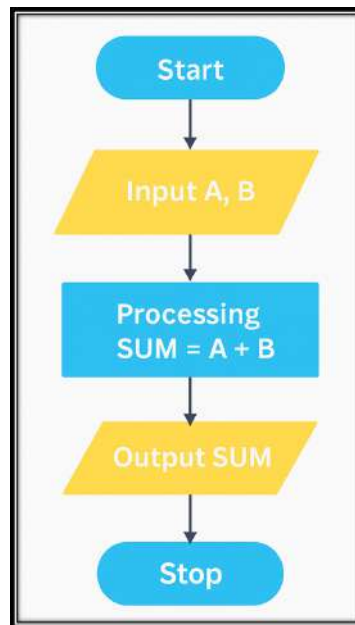 Start
Input A, B
Processing
SUM = A + B
Output SUM
Stop